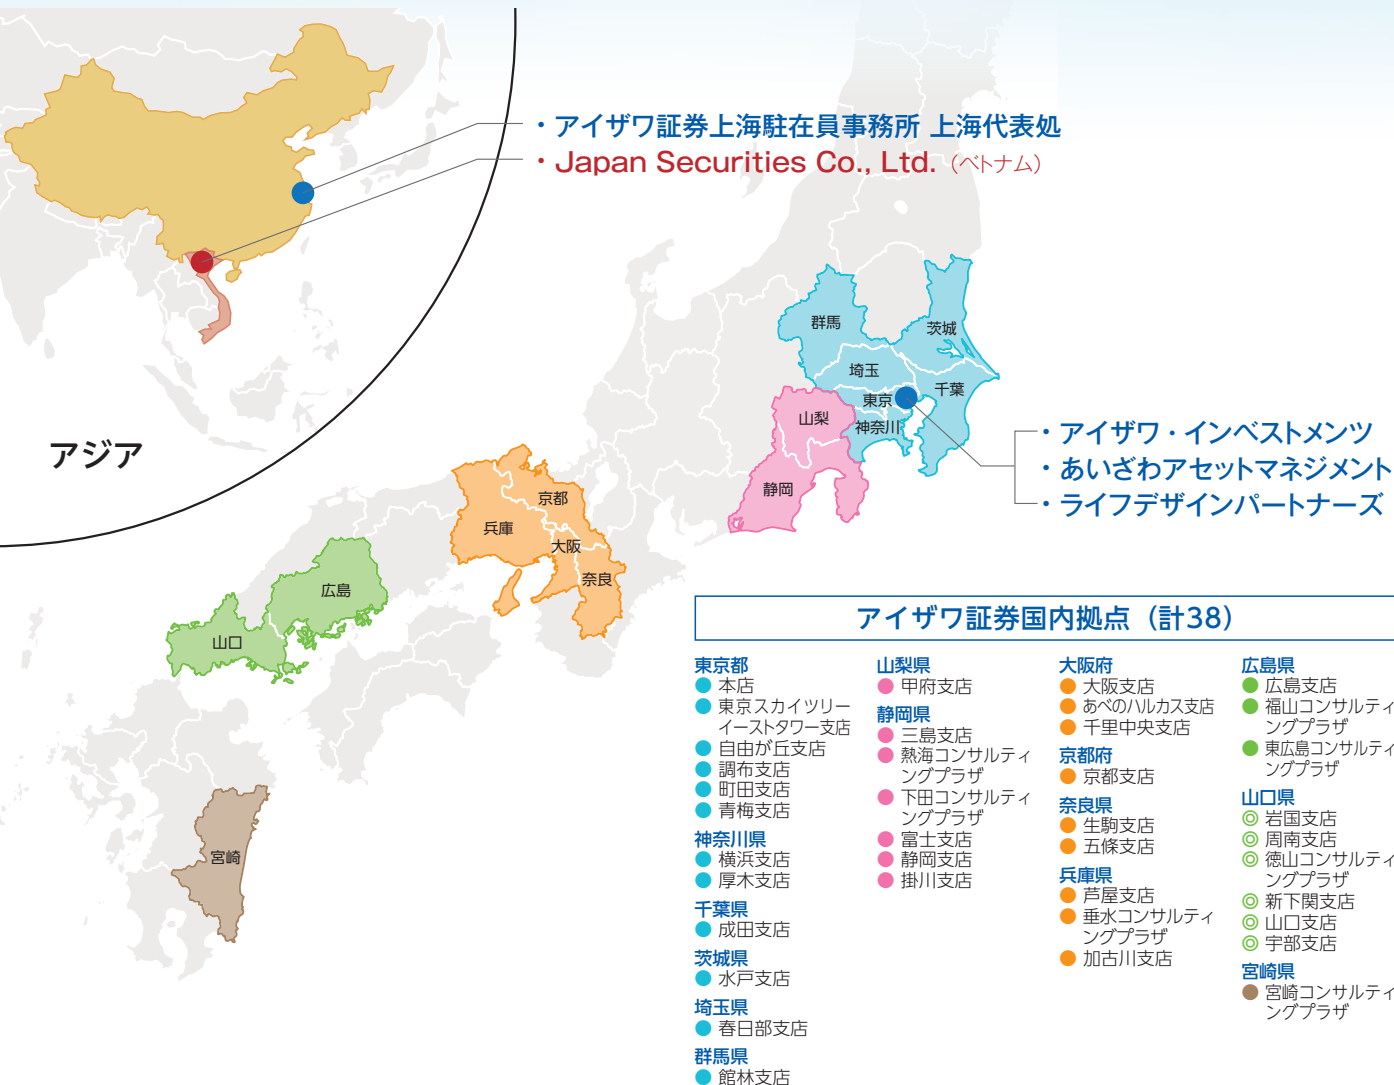 ・アイザワ証券上海駐在員事務所 上海代表処
・Japan Securities Co., Ltd.（ベトナム）
アジア
群馬
茨城
埼玉
千葉
東京
神奈川
山梨
静岡
京都
兵庫
大阪
奈良
広島
山口
宮崎
・アイザワ・インベストメンツ
・あいざわアセットマネジメント
・ライフデザインパートナーズ
アイザワ証券国内拠点（計38）
東京都
本店
東京スカイツリー
イーストタワー支店
自由が丘支店
調布支店
町田支店
青梅支店
神奈川県
横浜支店
厚木支店
千葉県
成田支店
茨城県
水戸支店
埼玉県
春日部支店
群馬県
館林支店
山梨県
甲府支店
静岡県
三島支店
熱海コンサルティ
ングプラザ
下田コンサルティ
ングプラザ
富士支店
静岡支店
掛川支店
大阪府
大阪支店
あべのハルカス支店
千里中央支店
京都府
京都支店
奈良県
生駒支店
五條支店
兵庫県
芦屋支店
垂水コンサルティ
ングプラザ
加古川支店
広島県
広島支店
福山コンサルティ
ングプラザ
東広島コンサルティ
ングプラザ
山口県
◎岩国支店
◎周南支店
◎徳山コンサルティ
ングプラザ
◎新下関支店
◎山口支店
◎宇部支店
宮崎県
宮崎コンサルティ
ングプラザ